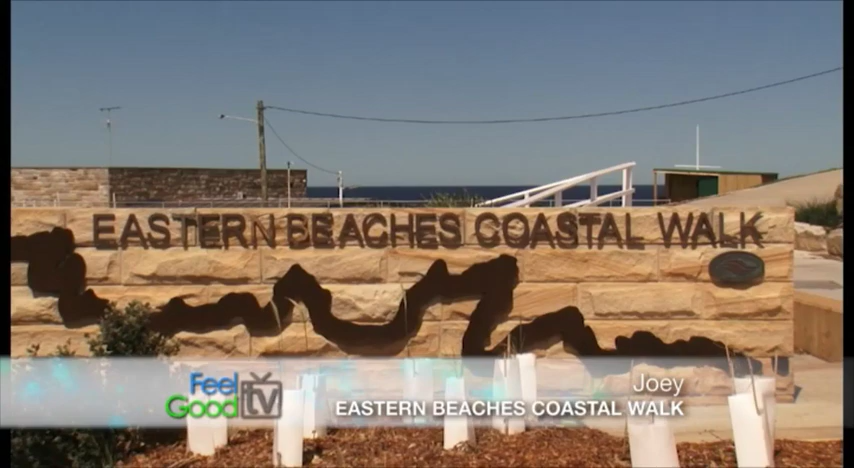 EASTERN BEACHES COASTAL WALK
Feel
Good tv
Joey
EASTERN BEACHES COASTAL WALK